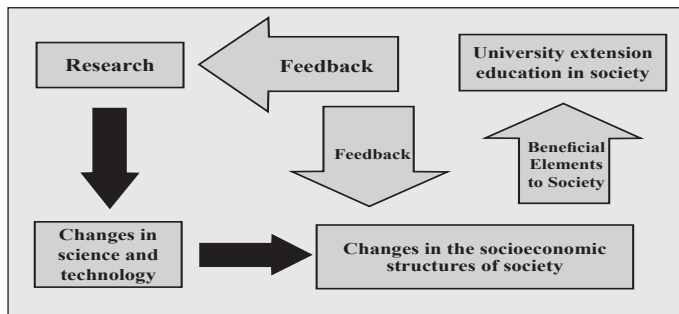 Research
Feedback
University extension
education in society
Feedback
Beneficial
Elements
to Society
Changes in
science and
technology
Changes in the socioeconomic
structures of society